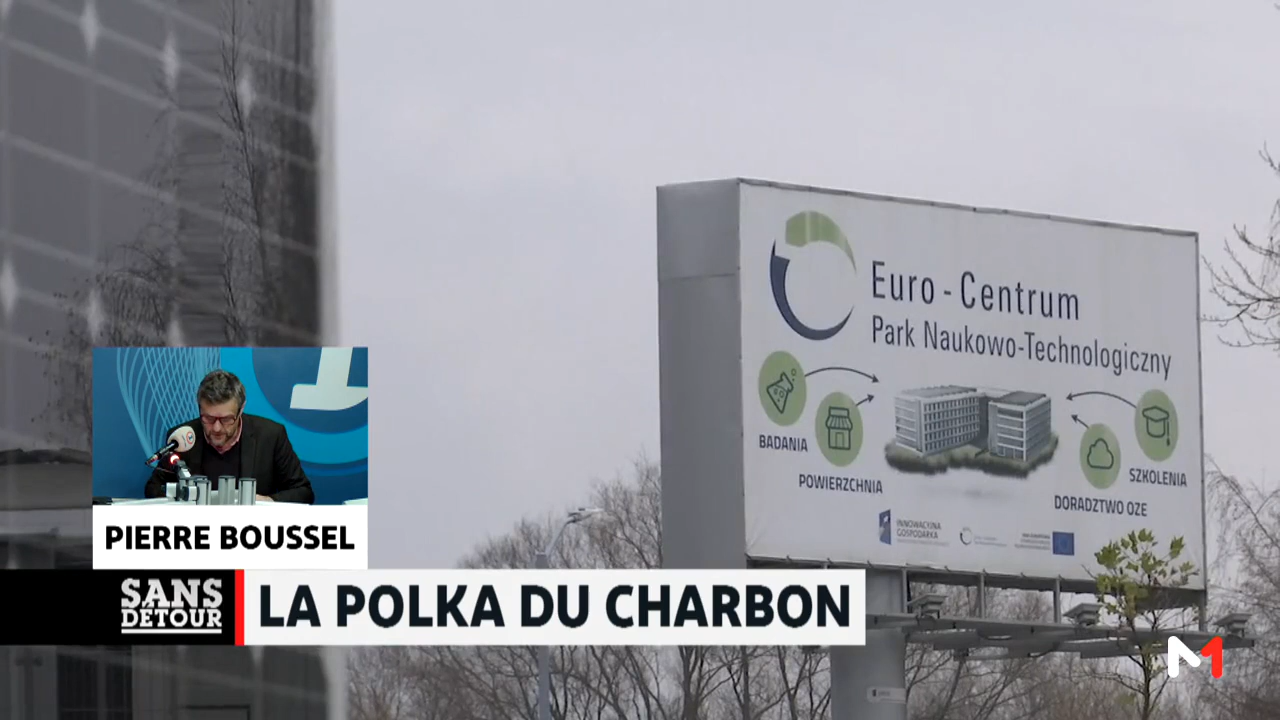 Euro - Centrum
Park Naukowo-Technologiczny
BADANIA
POWIERZCHNIA
SZKOLENIA
DORADZTWO OZE
INNOWACYJNA
GOSPODARKA
PIERRE BOUSSEL
SANS
DÉTOUR
LA POLKA DU CHARBON
M1